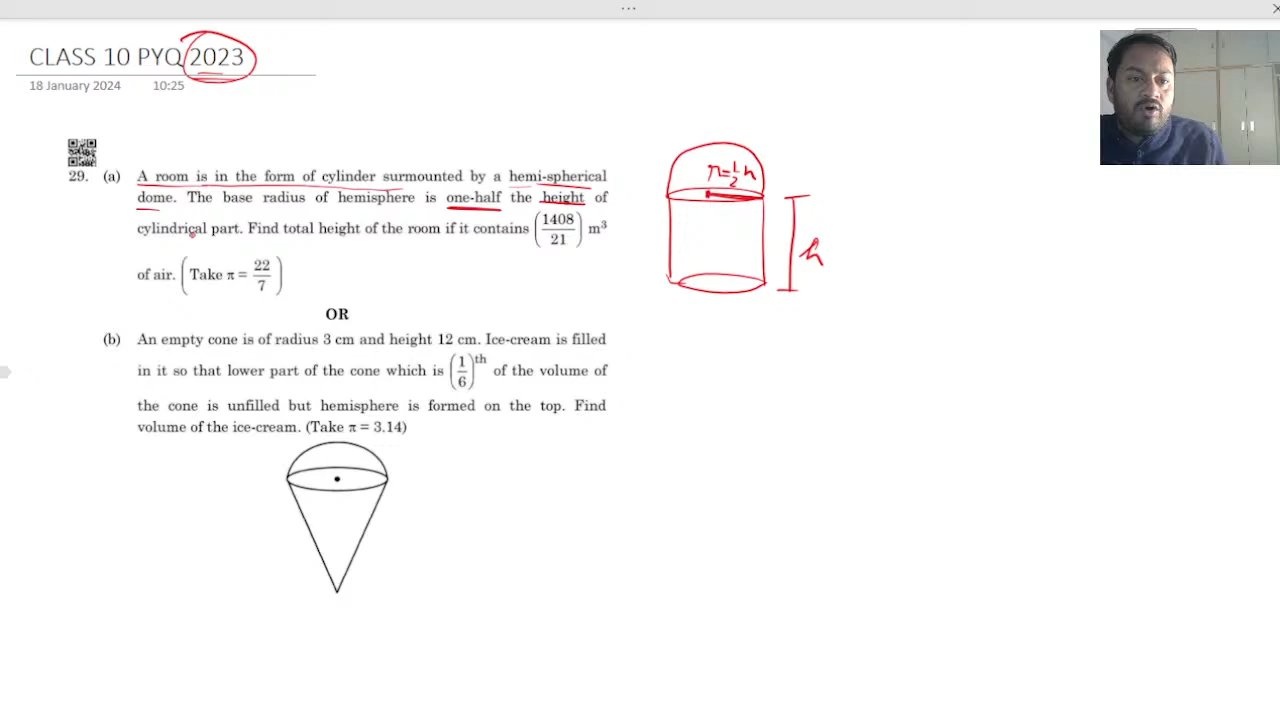 ...
CLASS 10 PYQ 2023
18 January 2024 10:25
29. (a) A room is in the form of cylinder surmounted by a hemi-spherical
dome. The base radius of hemisphere is one-half the height of
cylindrical part. Find total height of the room if it contains (1408/21) m³
of air. (Take π = 22/7)
OR
(b) An empty cone is of radius 3 cm and height 12 cm. Ice-cream is filled
in it so that lower part of the cone which is (1/6)th of the volume of
the cone is unfilled but hemisphere is formed on the top. Find
volume of the ice-cream. (Take π = 3.14)
r=1/2 h
h